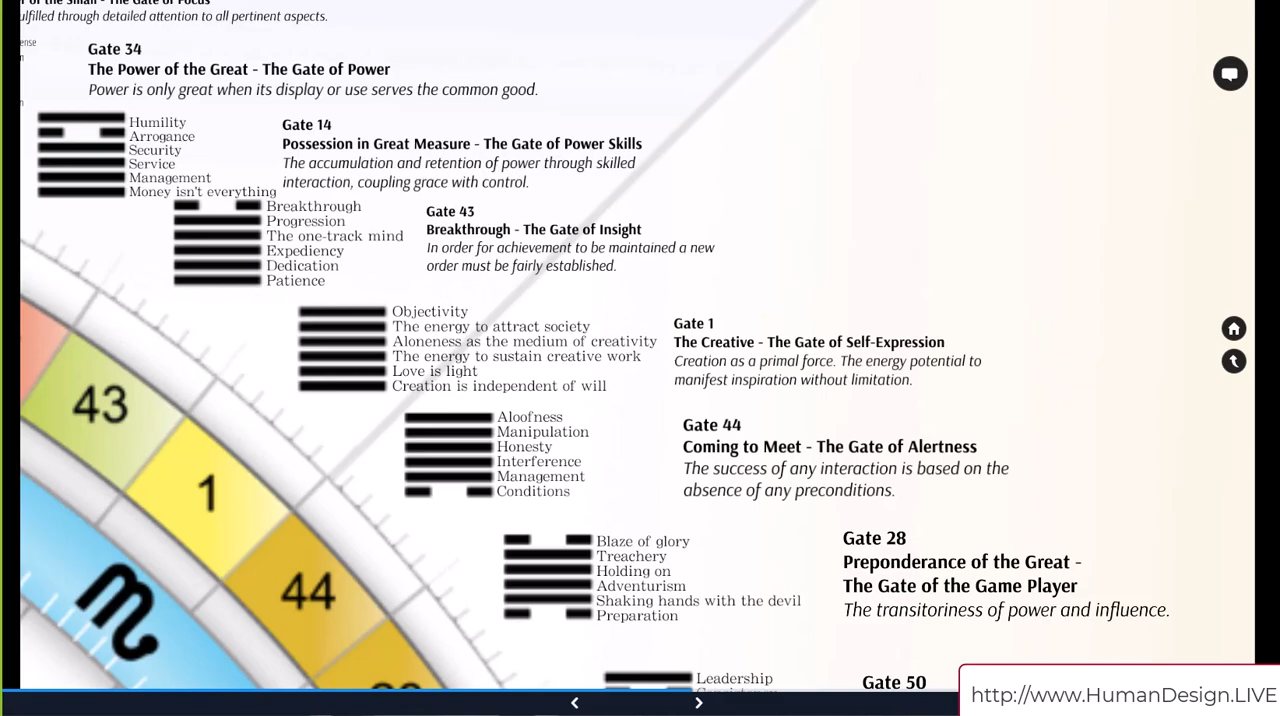 of the Small - The Gate of Focus
ulfilled through detailed attention to all pertinent aspects.
ense
Gate 34
The Power of the Great - The Gate of Power
Power is only great when its display or use serves the common good.
Humility
Arrogance
Security
Service
Management
Money isn't everything
Gate 14
Possession in Great Measure - The Gate of Power Skills
The accumulation and retention of power through skilled
interaction, coupling grace with control.
Breakthrough
Progression
The one-track mind
Expediency
Dedication
Patience
Gate 43
Breakthrough - The Gate of Insight
In order for achievement to be maintained a new
order must be fairly established.
Objectivity
The energy to attract society
Aloneness as the medium of creativity
The energy to sustain creative work
Love is light
Creation is independent of will
Gate 1
The Creative - The Gate of Self-Expression
Creation as a primal force. The energy potential to
manifest inspiration without limitation.
43
Aloofness
Manipulation
Honesty
Interference
Management
Conditions
Gate 44
Coming to Meet - The Gate of Alertness
The success of any interaction is based on the
absence of any preconditions.
1
Blaze of glory
Treachery
Holding on
Adventurism
Shaking hands with the devil
Preparation
Gate 28
Preponderance of the Great -
The Gate of the Game Player
The transitoriness of power and influence.
44
Leadership
Gate 50
http://www.HumanDesign.LIVE